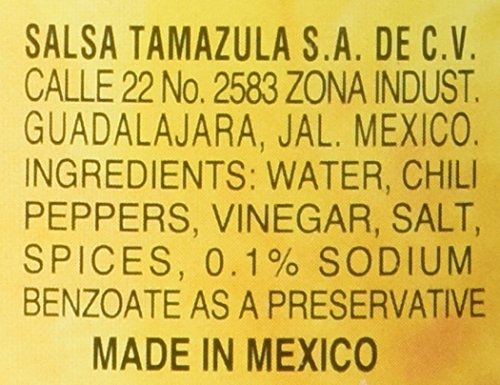 SALSA TAMAZULA S.A. DE C.V.
CALLE 22 No. 2583 ZONA INDUST.
GUADALAJARA, JAL. MEXICO.
INGREDIENTS: WATER, CHILI
PEPPERS, VINEGAR, SALT,
SPICES, 0.1% SODIUM
BENZOATE AS A PRESERVATIVE
MADE IN MEXICO